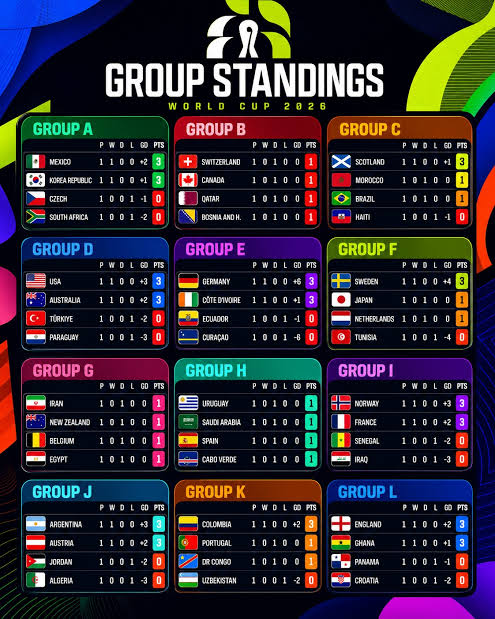 GROUP STANDINGS
WORLD CUP 2026
GROUP A
P W D L GD PTS
MEXICO 1 1 0 0 +2 3
KOREA REPUBLIC 1 1 0 0 +1 3
CZECH 1 0 0 1 -1 0
SOUTH AFRICA 1 0 0 1 -2 0
GROUP B
P W D L GD PTS
SWITZERLAND 1 0 1 0 0 1
CANADA 1 0 1 0 0 1
QATAR 1 0 1 0 0 1
BOSNIA AND H. 1 0 1 0 0 1
GROUP C
P W D L GD PTS
SCOTLAND 1 1 0 0 +1 3
MOROCCO 1 0 1 0 0 1
BRAZIL 1 0 1 0 0 1
HAITI 1 0 0 1 -1 0
GROUP D
P W D L GD PTS
USA 1 1 0 0 +3 3
AUSTRALIA 1 1 0 0 +2 3
TÜRKIYE 1 0 0 1 -2 0
PARAGUAY 1 0 0 1 -3 0
GROUP E
P W D L GD PTS
GERMANY 1 1 0 0 +6 3
CÔTE D'IVOIRE 1 1 0 0 +1 3
ECUADOR 1 0 0 1 -1 0
CURAÇAO 1 0 0 1 -6 0
GROUP F
P W D L GD PTS
SWEDEN 1 1 0 0 +4 3
JAPAN 1 0 1 0 0 1
NETHERLANDS 1 0 1 0 0 1
TUNISIA 1 0 0 1 -4 0
GROUP G
P W D L GD PTS
IRAN 1 0 1 0 0 1
NEW ZEALAND 1 0 1 0 0 1
BELGIUM 1 0 1 0 0 1
EGYPT 1 0 1 0 0 1
GROUP H
P W D L GD PTS
URUGUAY 1 0 1 0 0 1
SAUDI ARABIA 1 0 1 0 0 1
SPAIN 1 0 1 0 0 1
CABO VERDE 1 0 1 0 0 1
GROUP I
P W D L GD PTS
NORWAY 1 1 0 0 +3 3
FRANCE 1 1 0 0 +2 3
SENEGAL 1 0 0 1 -2 0
IRAQ 1 0 0 1 -3 0
GROUP J
P W D L GD PTS
ARGENTINA 1 1 0 0 +3 3
AUSTRIA 1 1 0 0 +2 3
JORDAN 1 0 0 1 -2 0
ALGERIA 1 0 0 1 -3 0
GROUP K
P W D L GD PTS
COLOMBIA 1 1 0 0 +2 3
PORTUGAL 1 0 1 0 0 1
DR CONGO 1 0 1 0 0 1
UZBEKISTAN 1 0 0 1 -2 0
GROUP L
P W D L GD PTS
ENGLAND 1 1 0 0 +2 3
GHANA 1 1 0 0 +1 3
PANAMA 1 0 0 1 -1 0
CROATIA 1 0 0 1 -2 0